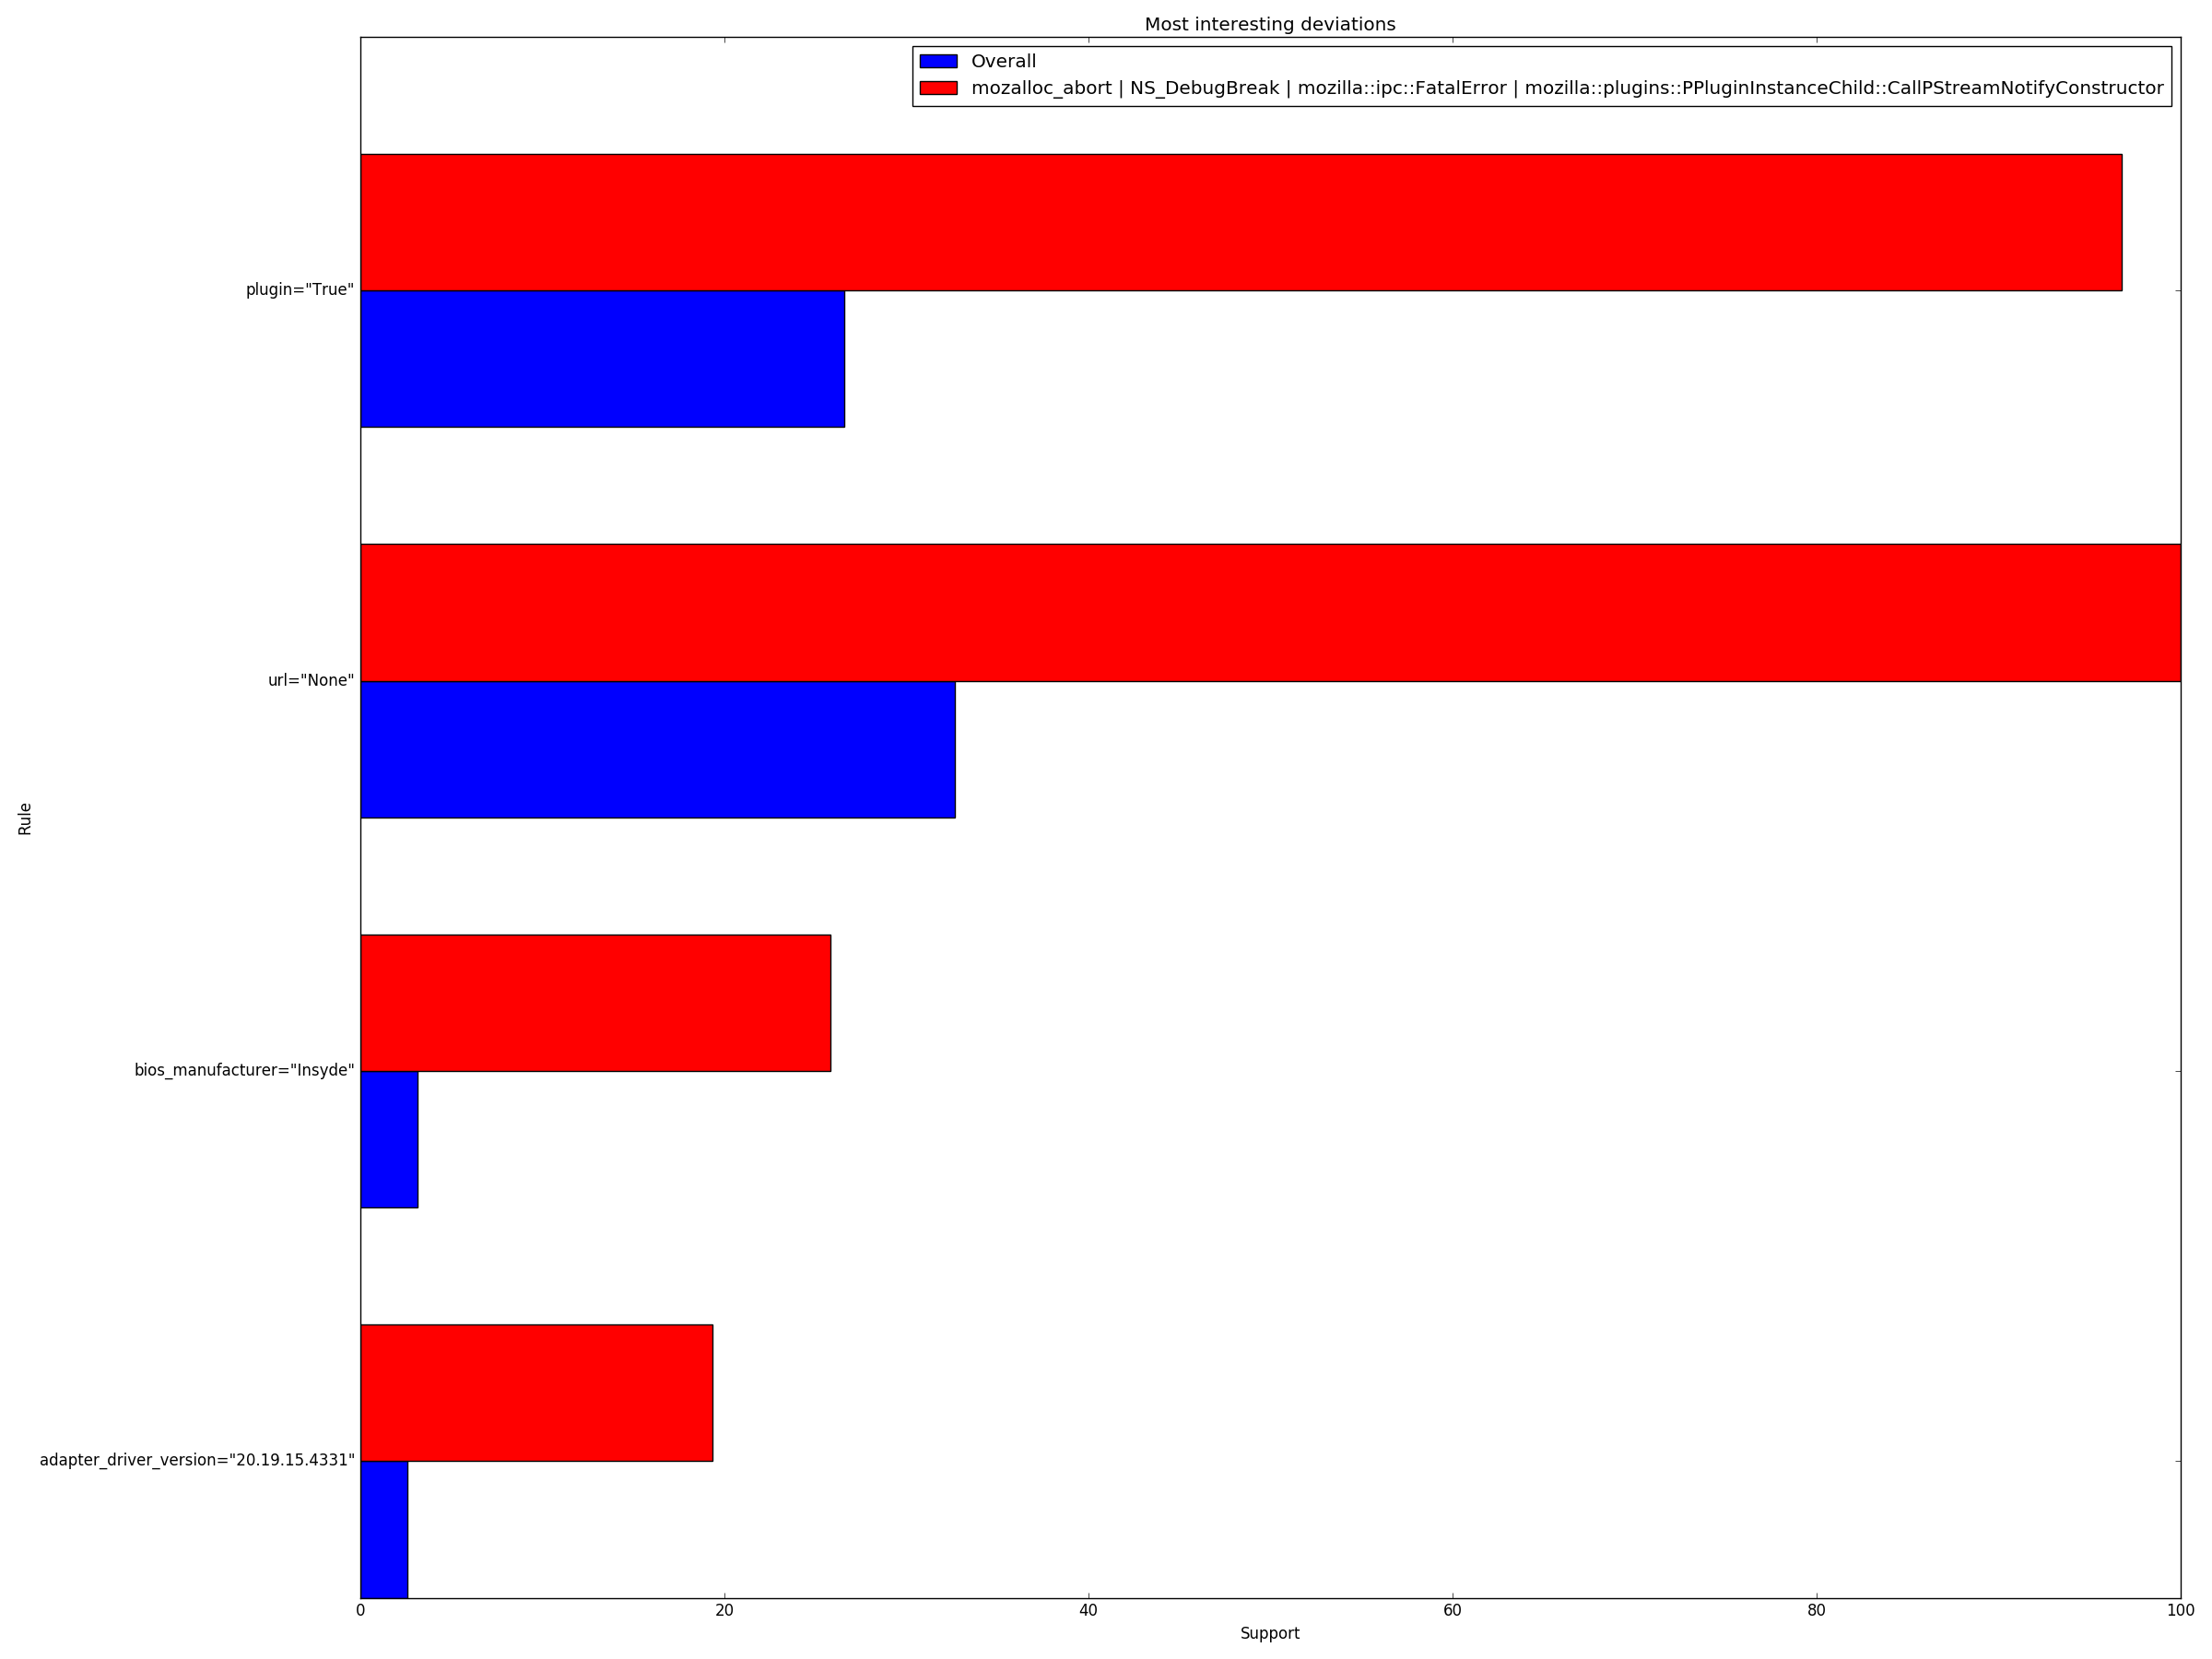 Most interesting deviations
Overall
mozalloc_abort | NS_DebugBreak | mozilla::ipc::FatalError | mozilla::plugins::PPluginInstanceChild::CallPStreamNotifyConstructor
plugin="True"
url="None"
Rule
bios_manufacturer="Insyde"
adapter_driver_version="20.19.15.4331"
0 20 40 60 80 100
Support